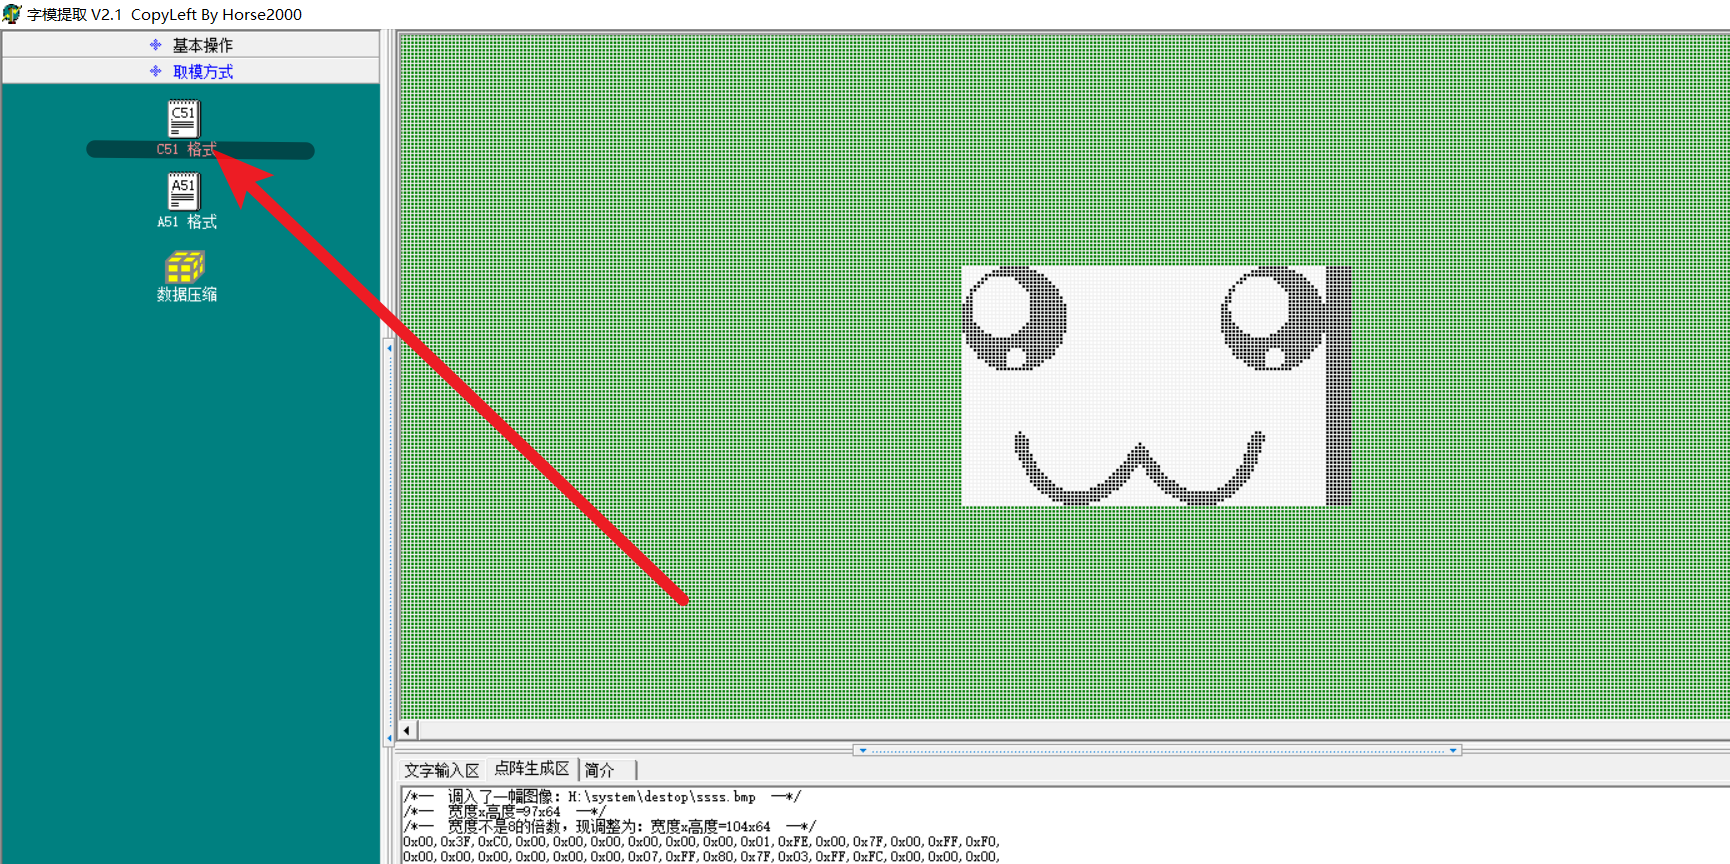 字模提取 V2.1 CopyLeft By Horse2000
基本操作
取模方式
C51
C51 格式
A51
A51 格式
数据压缩
文字输入区 点阵生成区 简介
/*— 调入了一幅图像: H:\system\destop\ssss.bmp —*/
/*— 宽度x高度=97x64 —*/
/*— 宽度不是8的倍数，现调整为: 宽度x高度=104x64 —*/
0x00,0x3F,0xC0,0x00,0x00,0x00,0x00,0x00,0x00,0x01,0xFE,0x00,0x7F,0x00,0xFF,0xF0,
0x00,0x00,0x00,0x00,0x00,0x00,0x07,0xFF,0x80,0x7F,0x03,0xFF,0xFC,0x00,0x00,0x00,